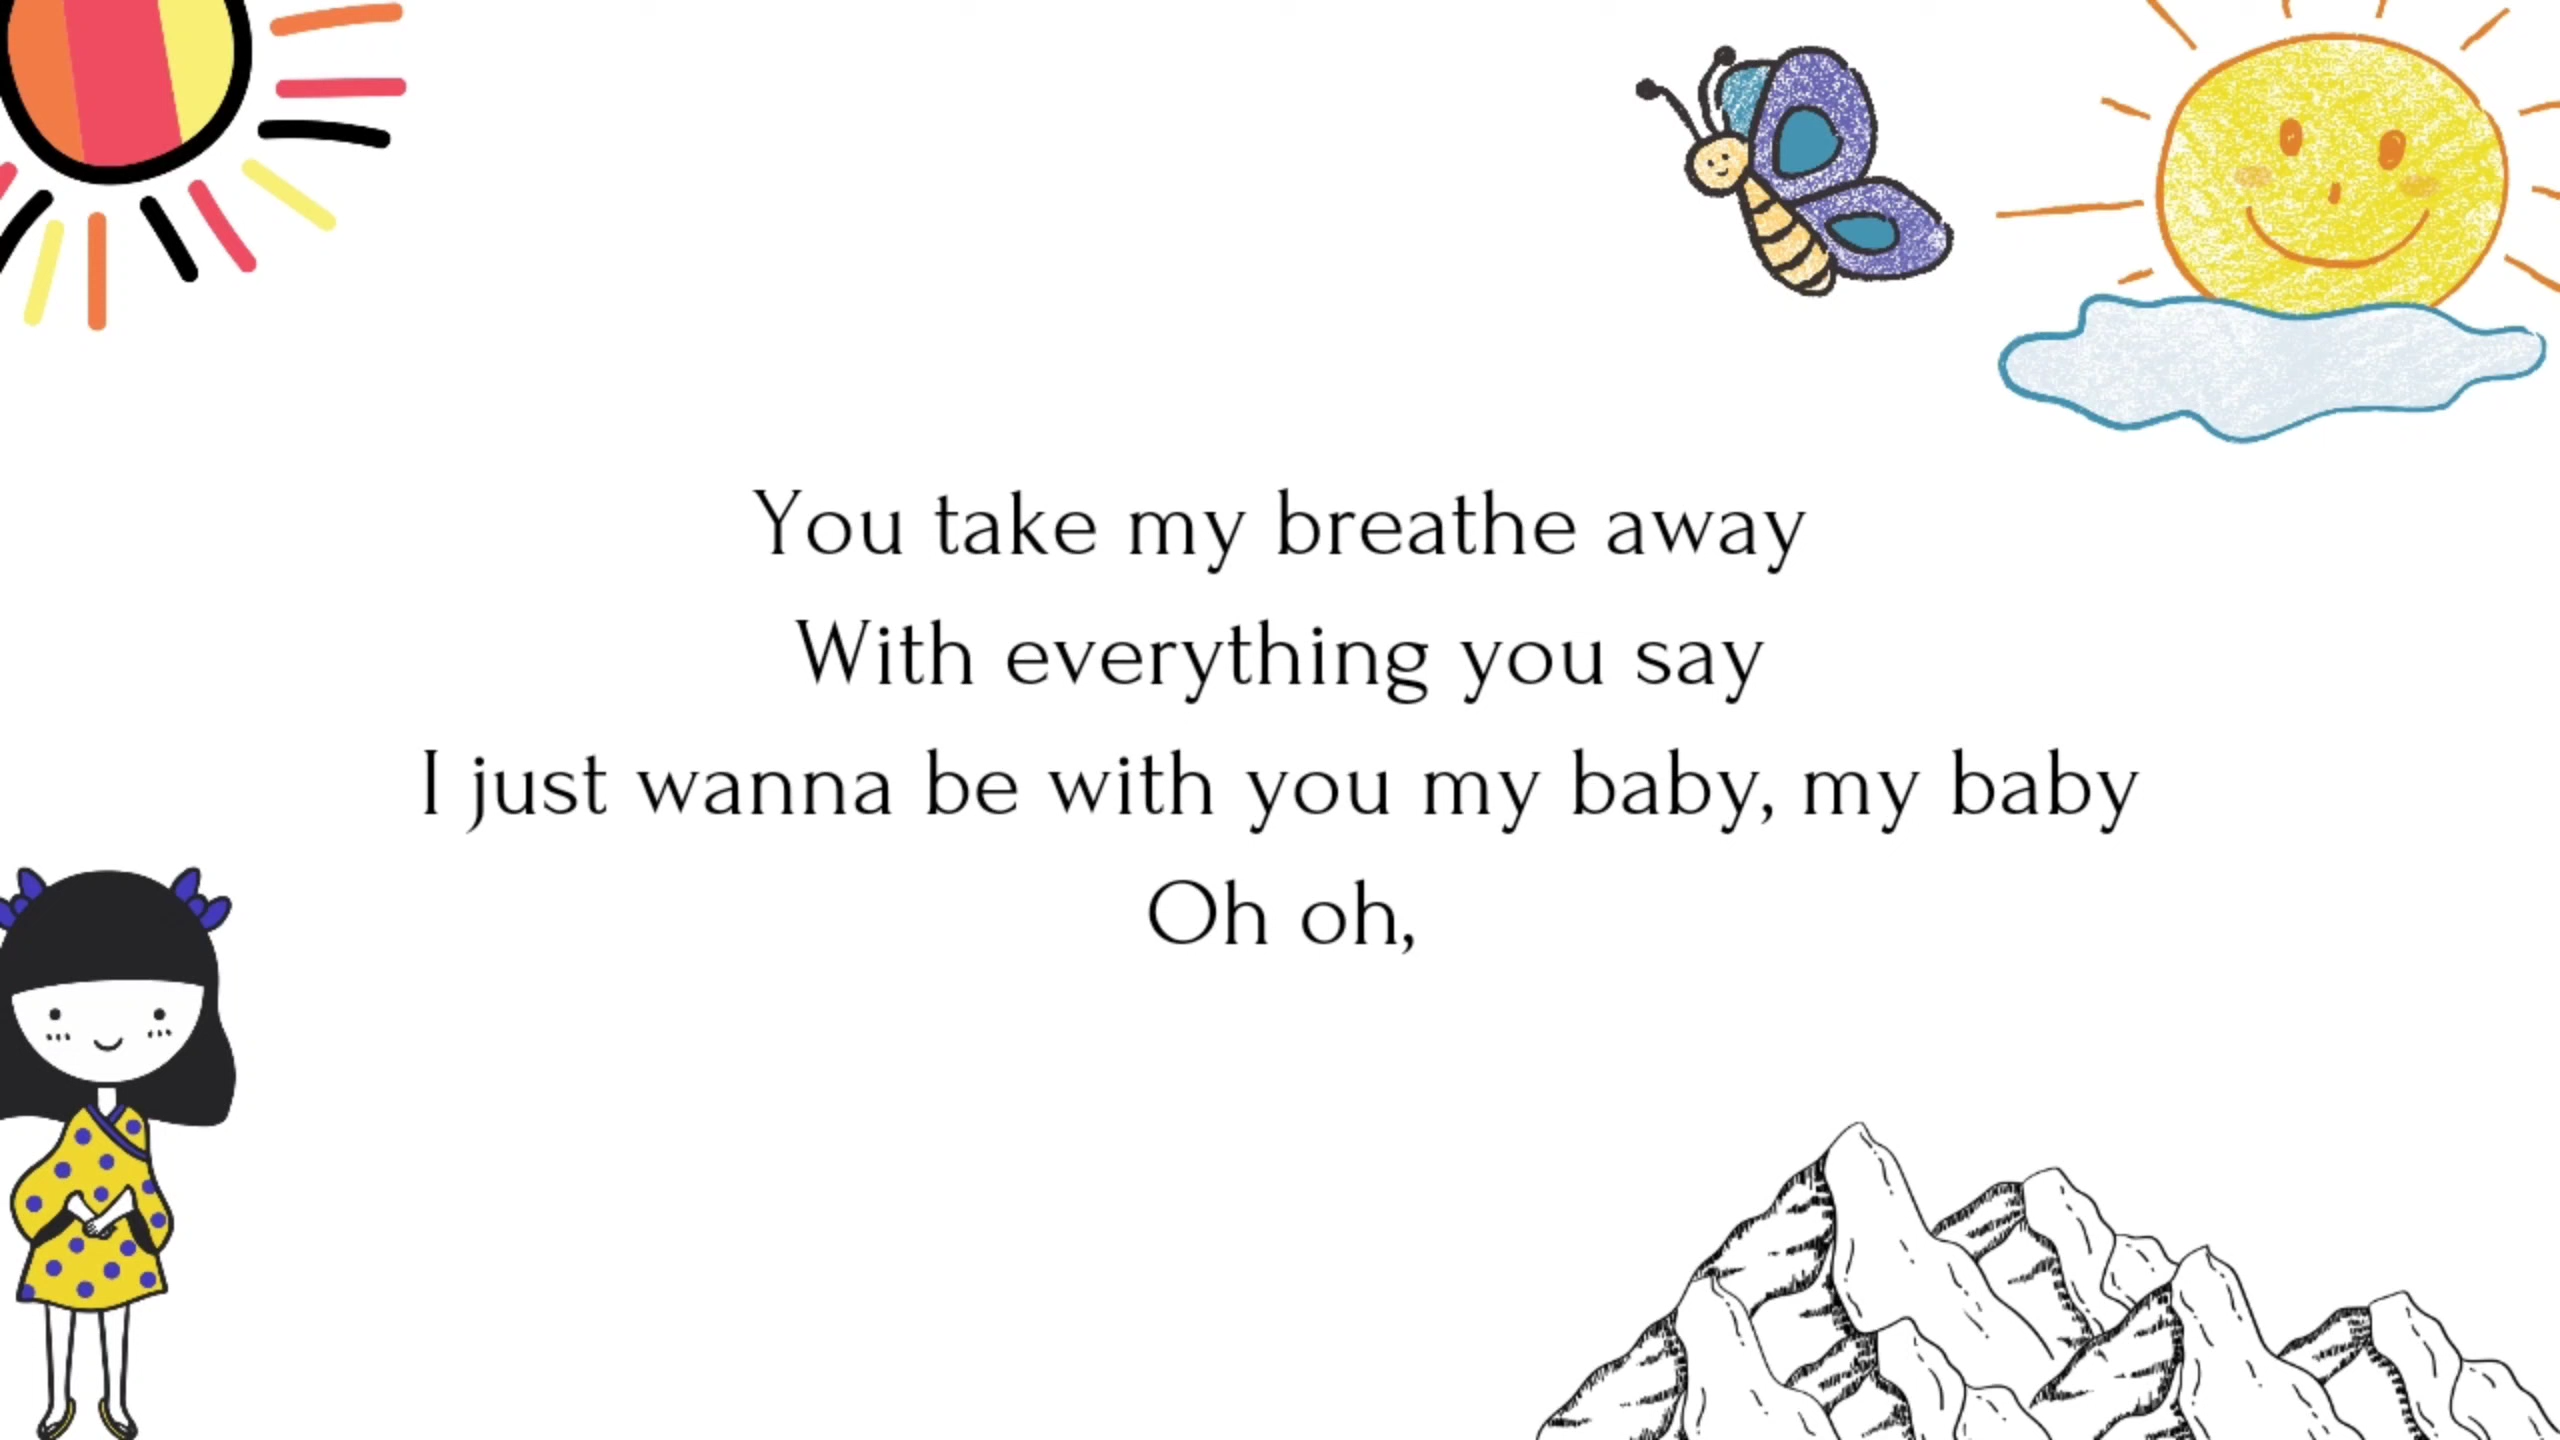 You take my breathe away
With everything you say
I just wanna be with you my baby, my baby
Oh oh,